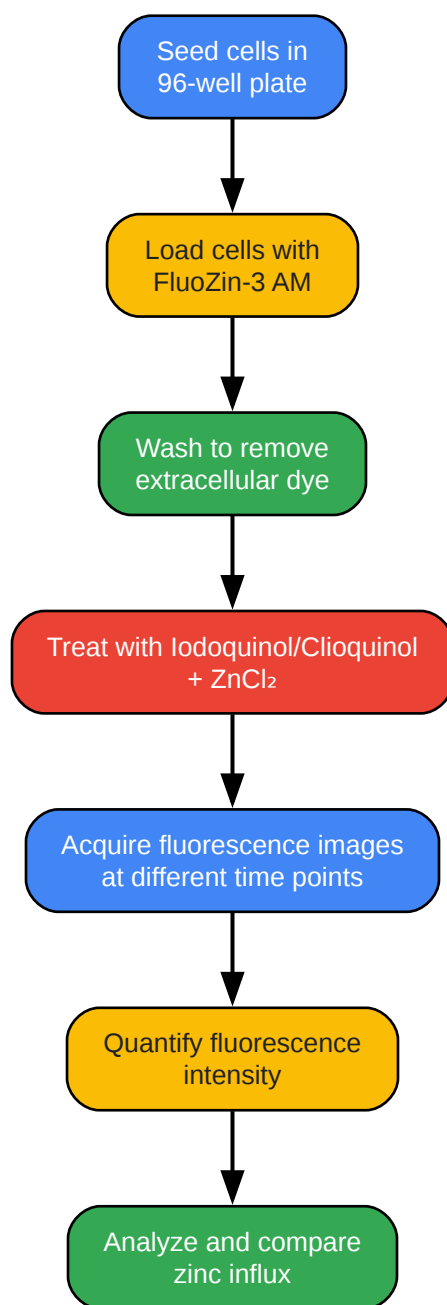 Seed cells in
96-well plate
Load cells with
FluoZin-3 AM
Wash to remove
extracellular dye
Treat with Iodoquinol/Clioquinol
+ ZnCl₂
Acquire fluorescence images
at different time points
Quantify fluorescence
intensity
Analyze and compare
zinc influx